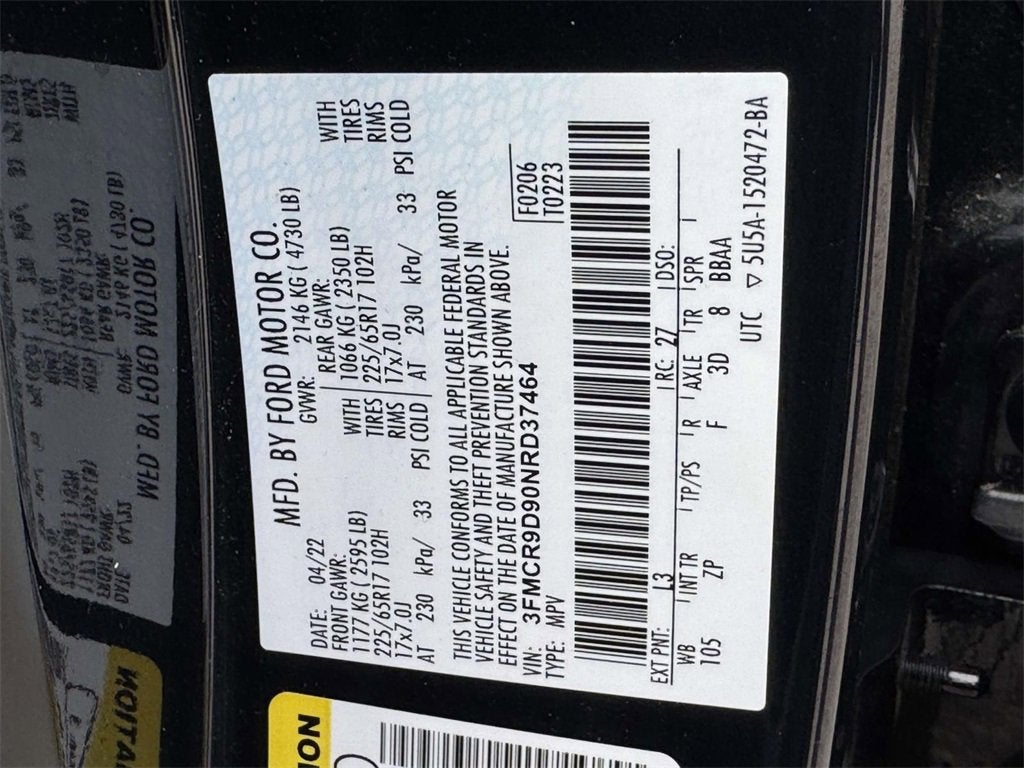 MFD. BY FORD MOTOR CO.
DATE: 04/22 GVWR: 2146 KG ( 4730 LB)
FRONT GAWR: REAR GAWR:
1177 KG ( 2595 LB) WITH 1066 KG ( 2350 LB) WITH
225/65R17 102H TIRES 225/65R17 102H TIRES
17x7.0J RIMS 17x7.0J RIMS
AT 230 kPa/ 33 PSI COLD AT 230 kPa/ 33 PSI COLD
THIS VEHICLE CONFORMS TO ALL APPLICABLE FEDERAL MOTOR
VEHICLE SAFETY AND THEFT PREVENTION STANDARDS IN
EFFECT ON THE DATE OF MANUFACTURE SHOWN ABOVE.
VIN: 3FMCR9D90NRD37464 F0206
TYPE: MPV T0223
EXT PNT: L3 RC: 27 DSO:
WB INT TR TP/PS R AXLE TR SPR
105 ZP F 3D 8 BBAA
UTC ▽ 5U5A-1520472-BA